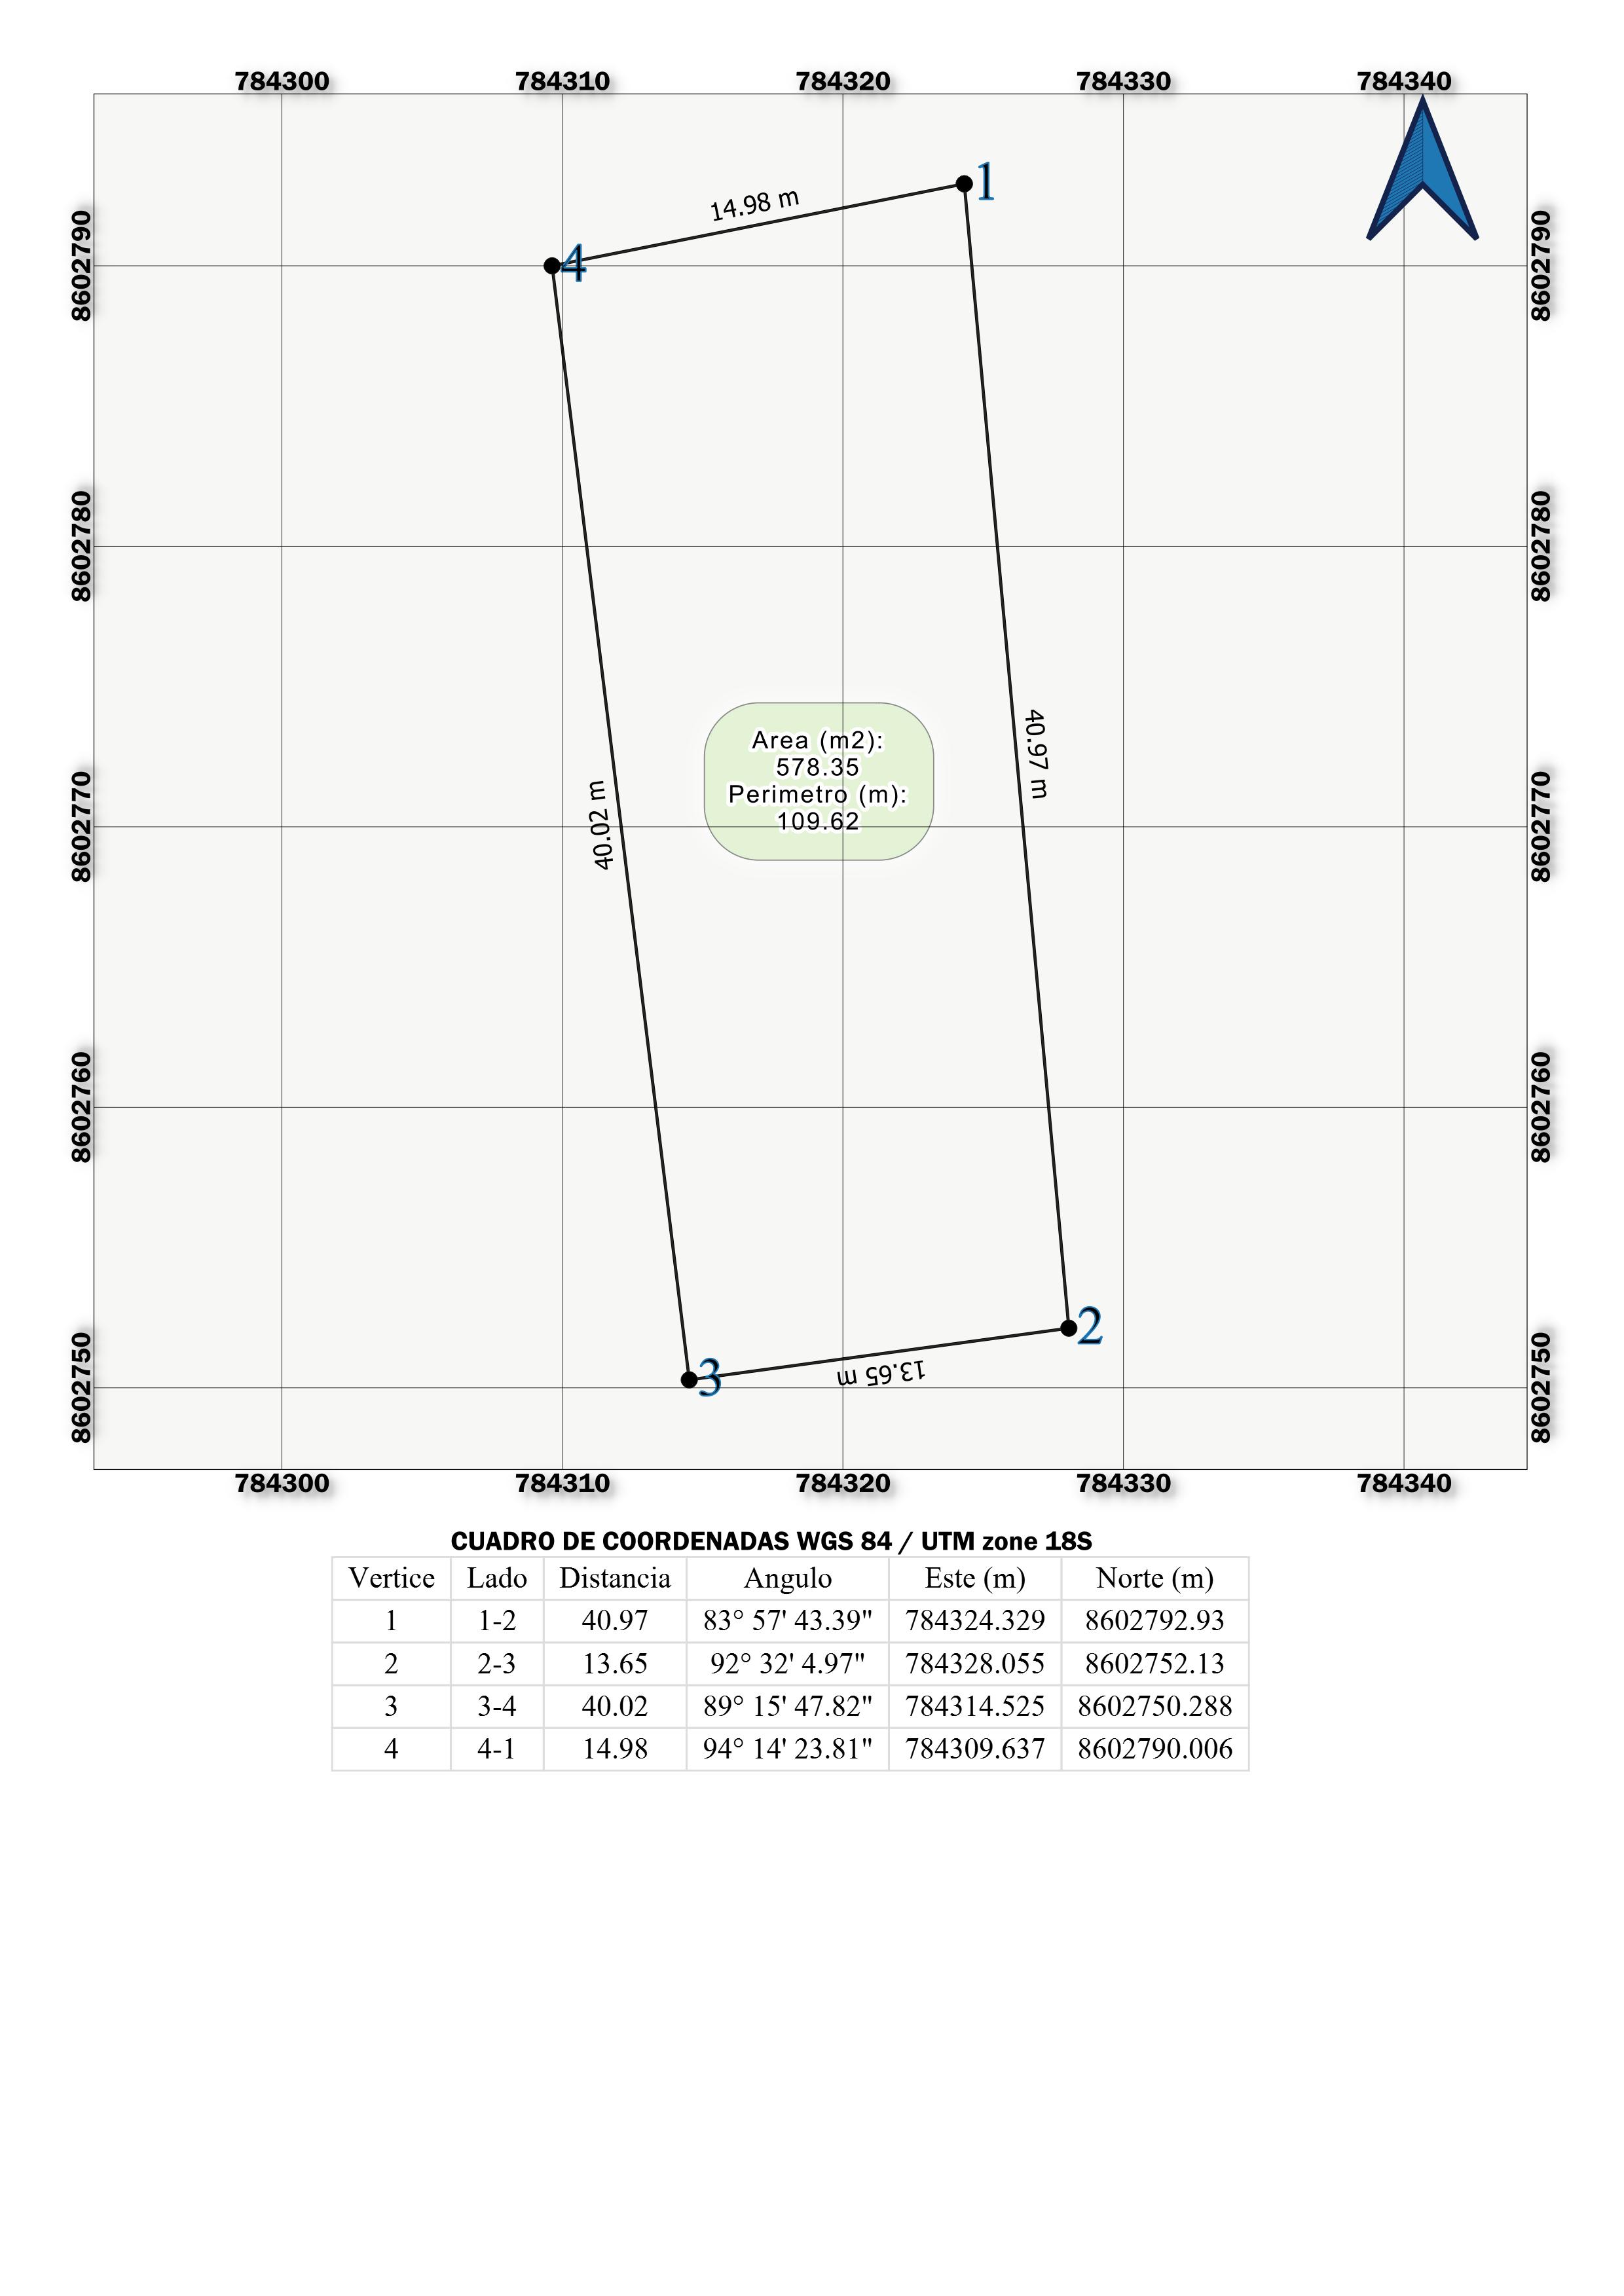 784300 784310 784320 784330 784340
1
14.98 m
4
8602790 8602790
8602780 8602780
Area (m2):
578.35
Perimetro (m):
109.62
40.97 m
40.02 m
8602770 8602770
8602760 8602760
2
3
13.65 m
8602750 8602750
784300 784310 784320 784330 784340
CUADRO DE COORDENADAS WGS 84 / UTM zone 18S
Vertice Lado Distancia Angulo Este (m) Norte (m)
1 1-2 40.97 83° 57' 43.39" 784324.329 8602792.93
2 2-3 13.65 92° 32' 4.97" 784328.055 8602752.13
3 3-4 40.02 89° 15' 47.82" 784314.525 8602750.288
4 4-1 14.98 94° 14' 23.81" 784309.637 8602790.006